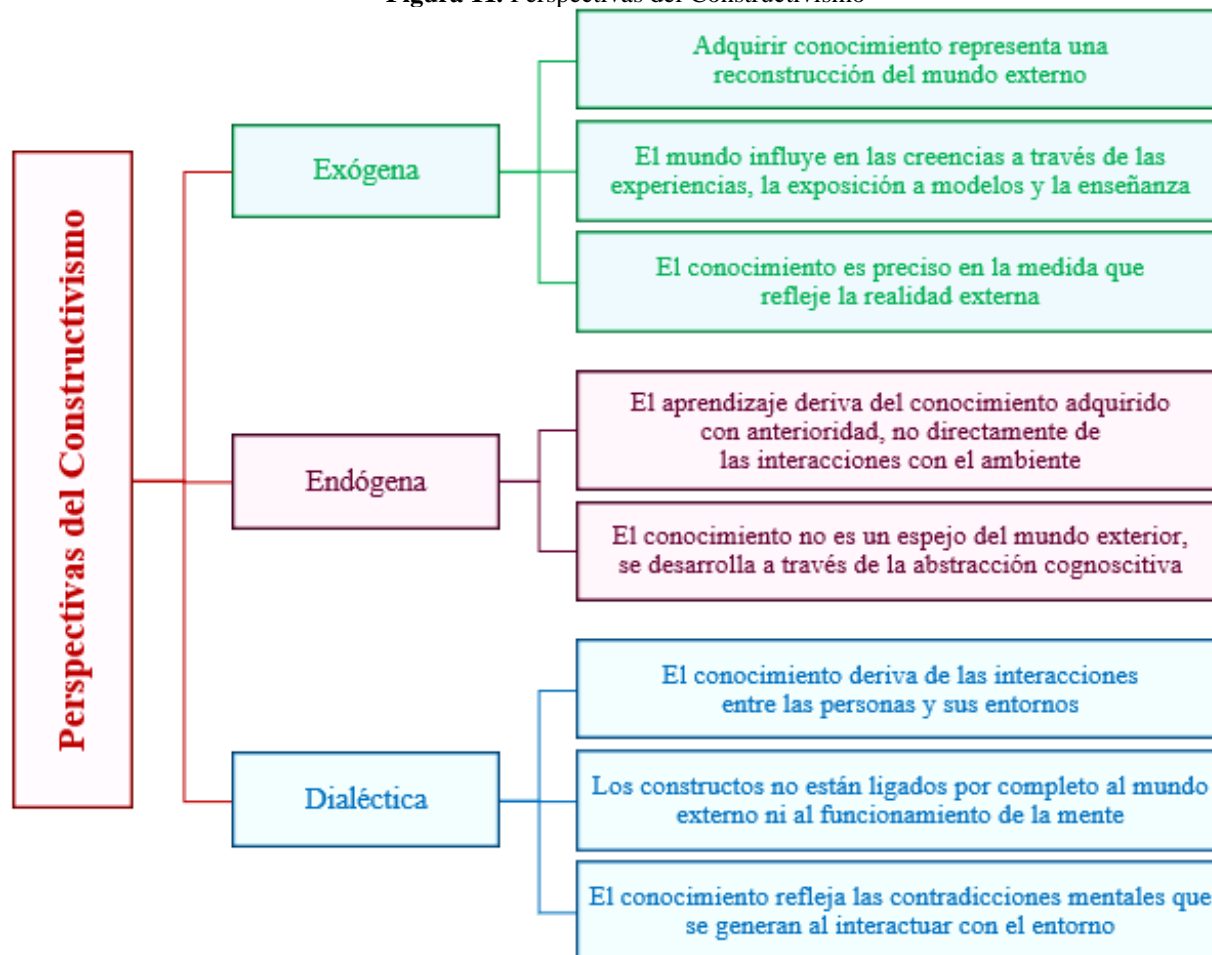 Perspectivas del Constructivismo
Perspectivas del Constructivismo
Exógena
Adquirir conocimiento representa una
reconstrucción del mundo externo
El mundo influye en las creencias a través de las
experiencias, la exposición a modelos y la enseñanza
El conocimiento es preciso en la medida que
refleje la realidad externa
Endógena
El aprendizaje deriva del conocimiento adquirido
con anterioridad, no directamente de
las interacciones con el ambiente
El conocimiento no es un espejo del mundo exterior,
se desarrolla a través de la abstracción cognoscitiva
Dialéctica
El conocimiento deriva de las interacciones
entre las personas y sus entornos
Los constructos no están ligados por completo al mundo
externo ni al funcionamiento de la mente
El conocimiento refleja las contradicciones mentales que
se generan al interactuar con el entorno